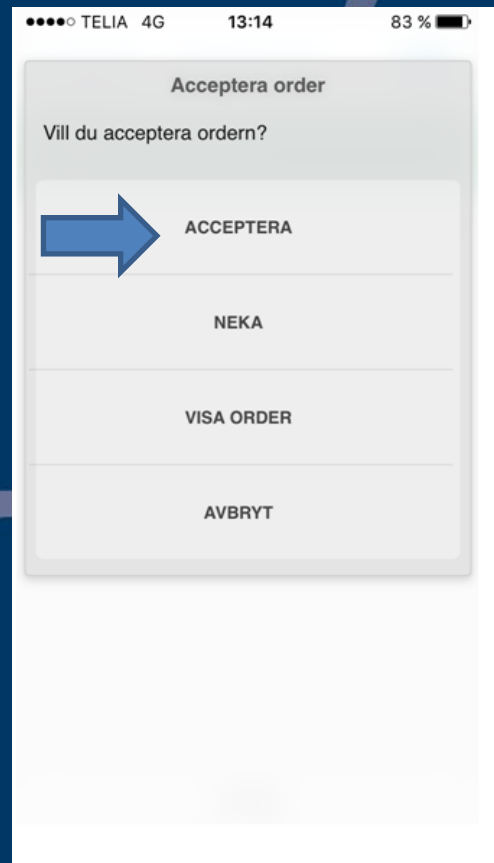 TELIA 4G 13:14 83 %
Acceptera order
Vill du acceptera ordern?
ACCEPTERA
NEKA
VISA ORDER
AVBRYT